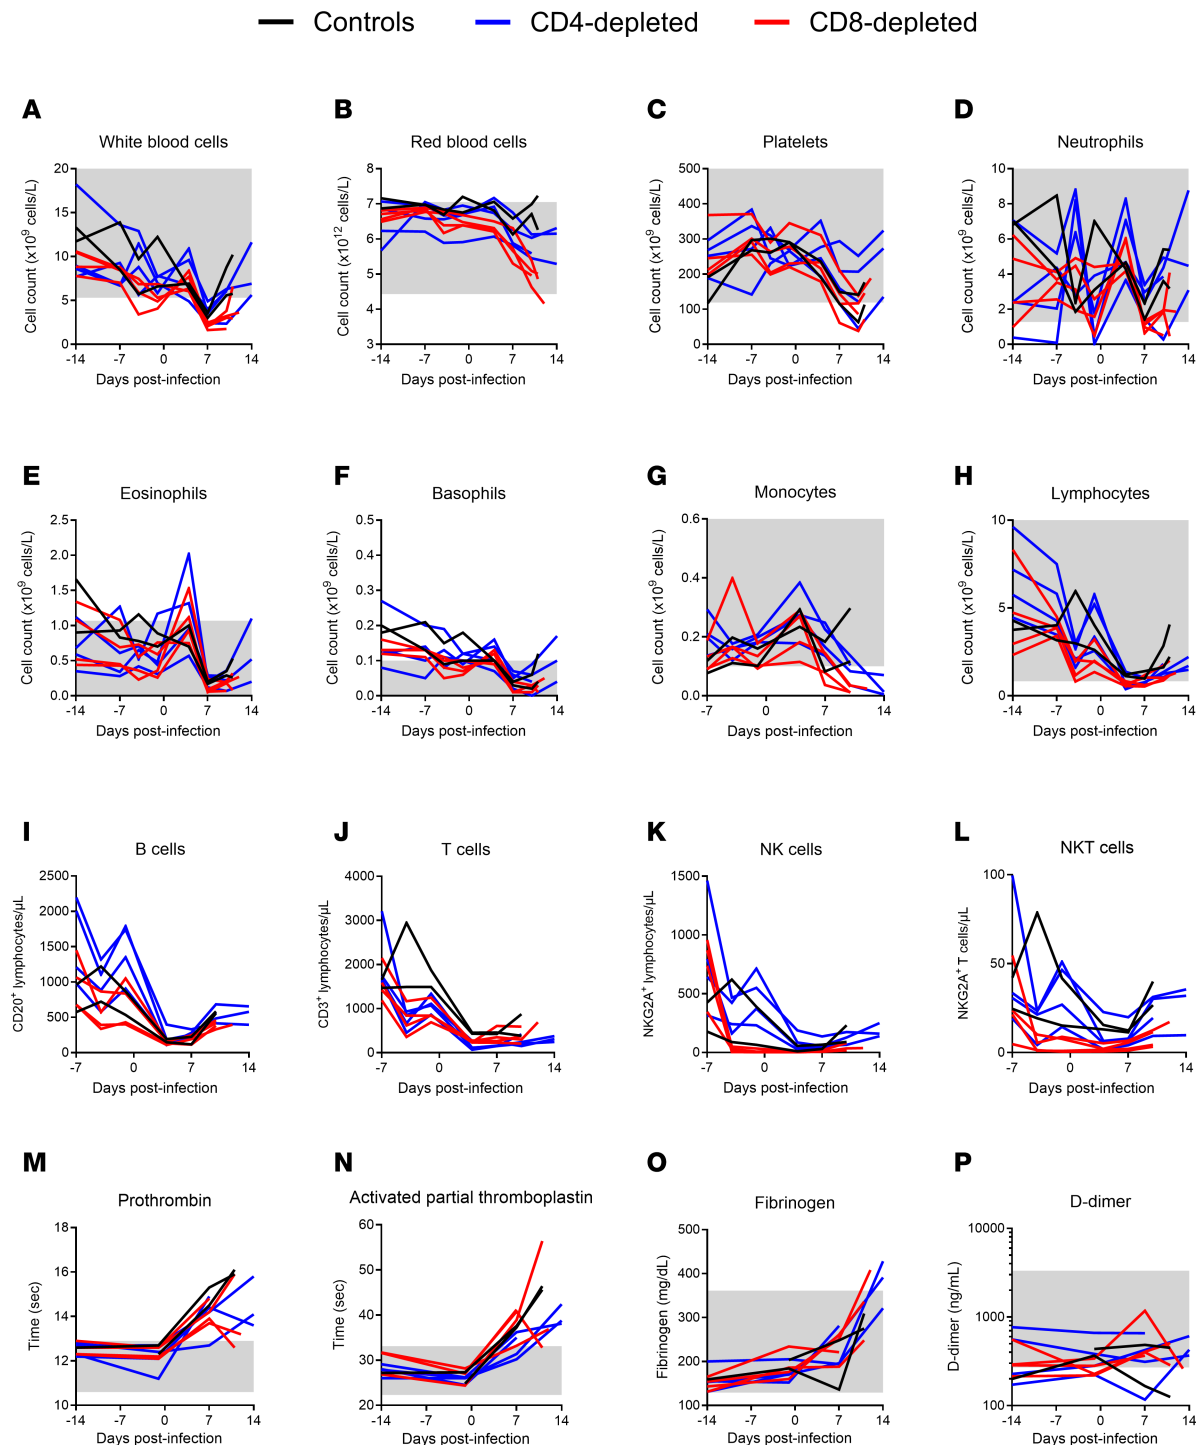 Controls CD4-depleted CD8-depleted
A B C D
White blood cells Red blood cells Platelets Neutrophils
Cell count (x10⁹ cells/L)
20
15
10
5
0
-14 -7 0 7 14
Days post-infection
Cell count (x10¹² cells/L)
8
7
6
5
4
3
-14 -7 0 7 14
Days post-infection
Cell count (x10⁹ cells/L)
500
400
300
200
100
0
-14 -7 0 7 14
Days post-infection
Cell count (x10⁹ cells/L)
10
8
6
4
2
0
-14 -7 0 7 14
Days post-infection
E F G H
Eosinophils Basophils Monocytes Lymphocytes
Cell count (x10⁹ cells/L)
2.5
2.0
1.5
1.0
0.5
0.0
-14 -7 0 7 14
Days post-infection
Cell count (x10⁹ cells/L)
0.5
0.4
0.3
0.2
0.1
0.0
-14 -7 0 7 14
Days post-infection
Cell count (x10⁹ cells/L)
0.6
0.4
0.2
0.0
-7 0 7 14
Days post-infection
Cell count (x10⁹ cells/L)
10
5
0
-14 -7 0 7 14
Days post-infection
I J K L
B cells T cells NK cells NKT cells
CD20⁺ lymphocytes/µL
2500
2000
1500
1000
500
0
-7 0 7 14
Days post-infection
CD3⁺ lymphocytes/µL
4000
3000
2000
1000
0
-7 0 7 14
Days post-infection
NKG2A⁺ lymphocytes/µL
1500
1000
500
0
-7 0 7 14
Days post-infection
NKG2A⁺ T cells/µL
100
50
0
-7 0 7 14
Days post-infection
M N O P
Prothrombin Activated partial thromboplastin Fibrinogen D-dimer
Time (sec)
18
16
14
12
10
-14 -7 0 7 14
Days post-infection
Time (sec)
60
50
40
30
20
-14 -7 0 7 14
Days post-infection
Fibrinogen (mg/dL)
500
400
300
200
100
-14 -7 0 7 14
Days post-infection
D-dimer (ng/mL)
10000
1000
100
-14 -7 0 7 14
Days post-infection